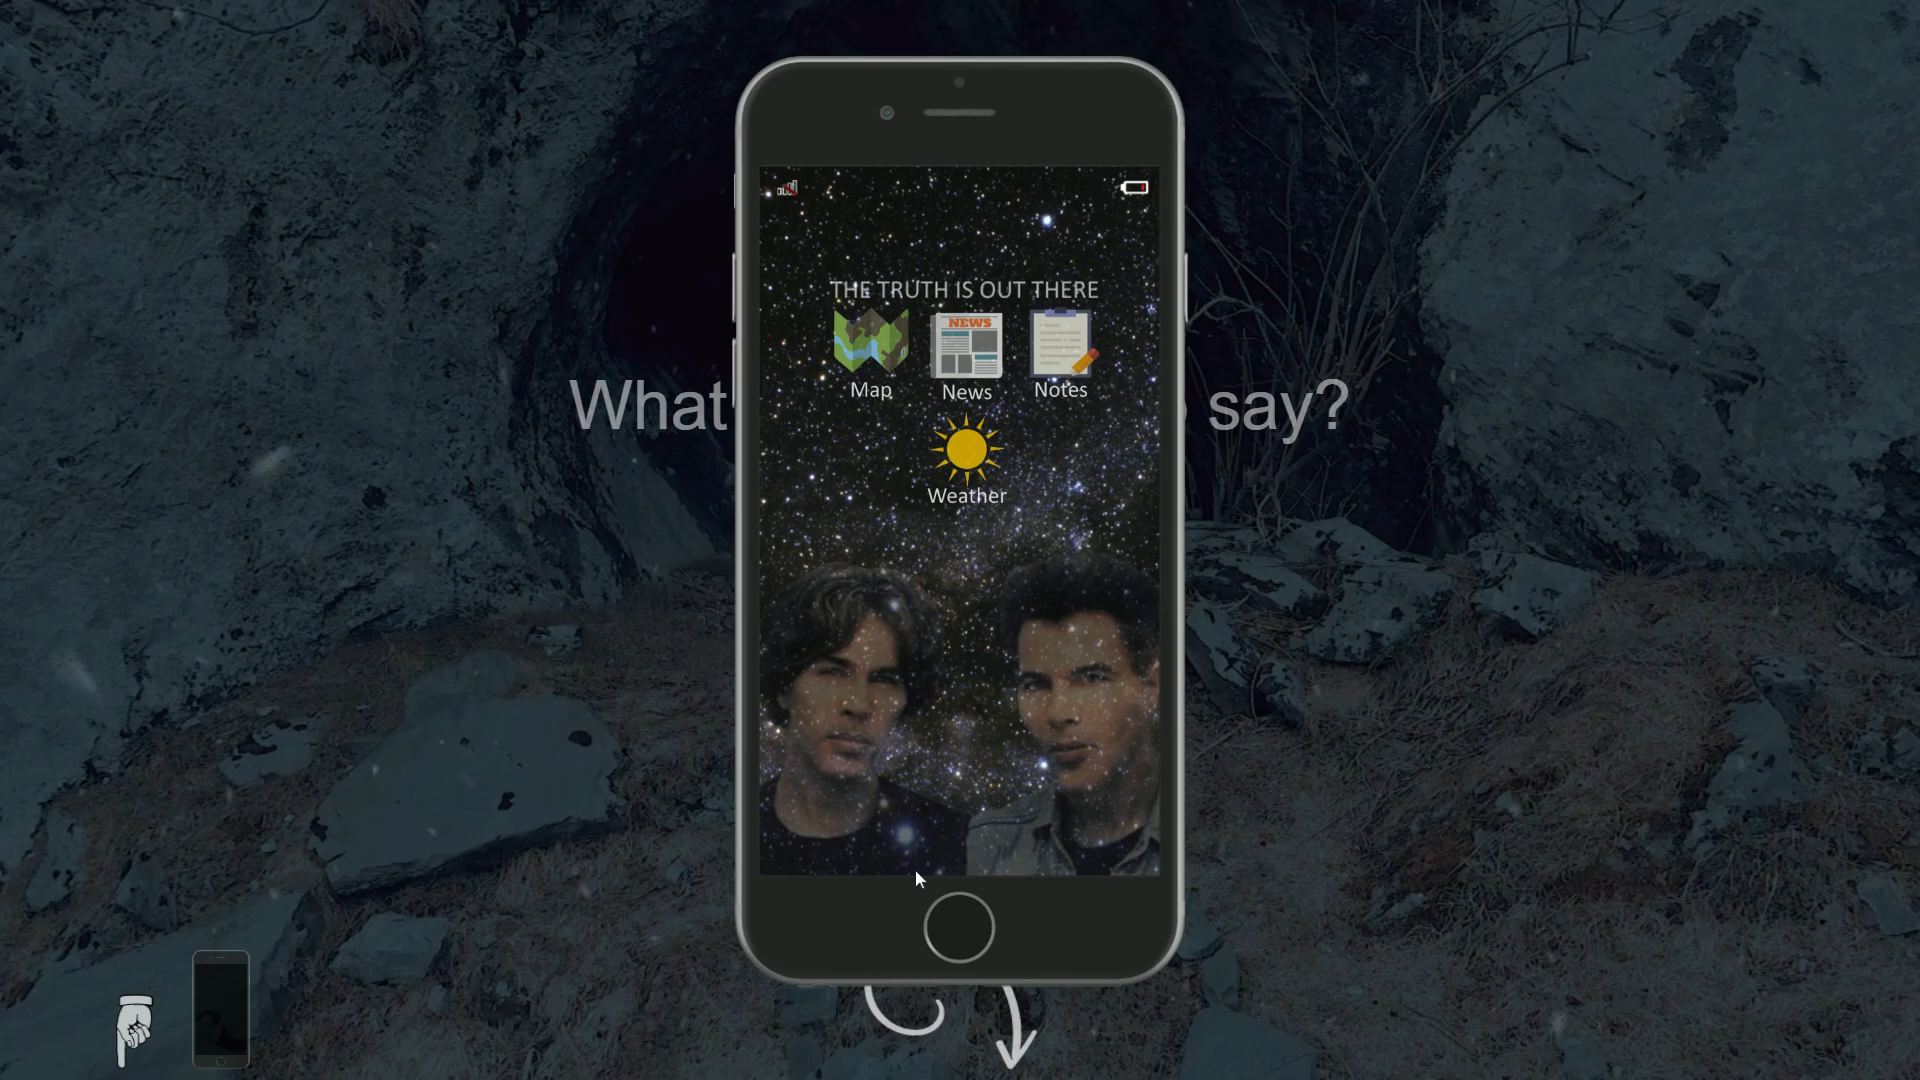 THE TRUTH IS OUT THERE
NEWS
Map
News
Notes
What say?
Weather